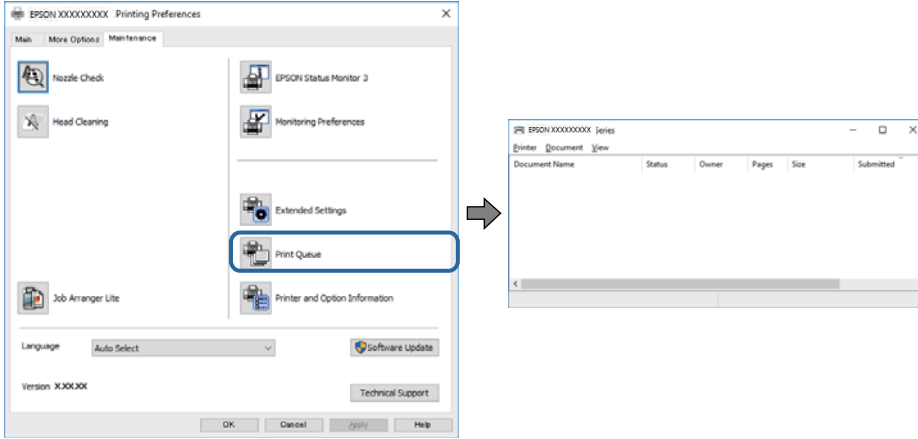 EPSON XXXXXXXXX Printing Preferences
Main More Options Maintenance
Nozzle Check
EPSON Status Monitor 3
Head Cleaning
Monitoring Preferences
Extended Settings
Print Queue
Job Arranger Lite
Printer and Option Information
Language Auto Select
Software Update
Version X.XX.XX
Technical Support
OK Cancel Apply Help
EPSON XXXXXXXXX Series
Printer Document View
Document Name Status Owner Pages Size Submitted